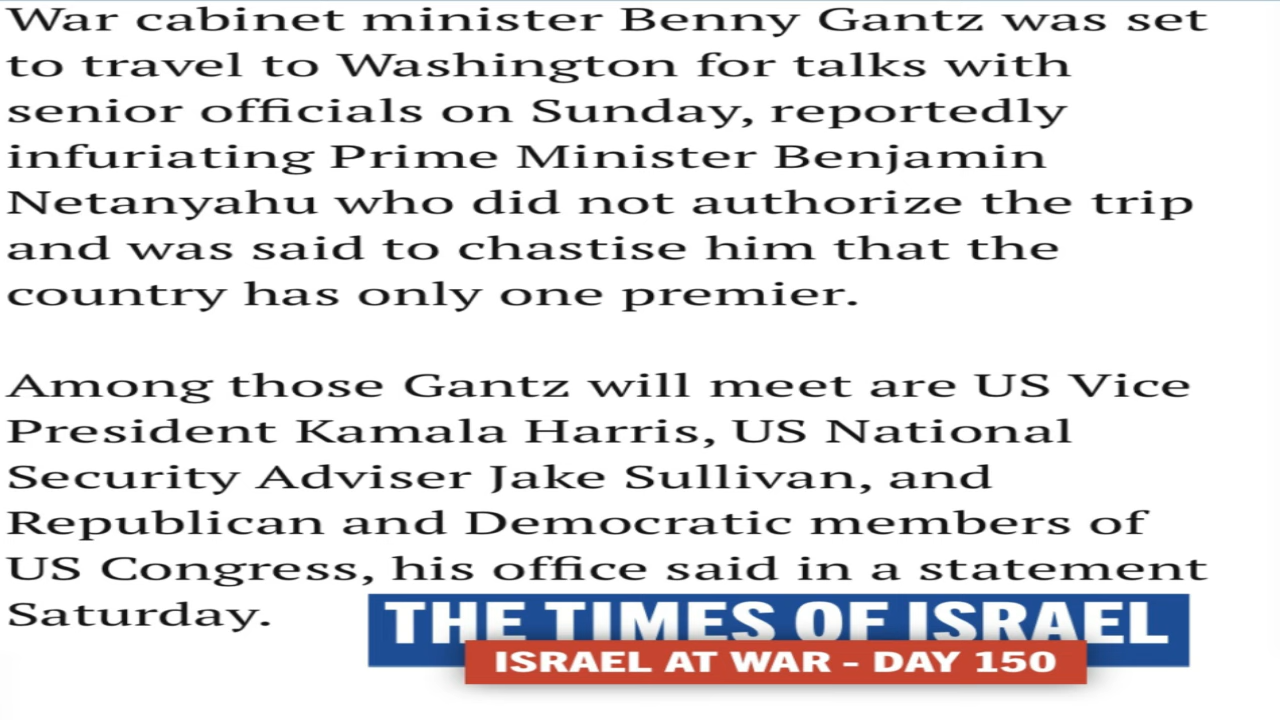 War cabinet minister Benny Gantz was set
to travel to Washington for talks with
senior officials on Sunday, reportedly
infuriating Prime Minister Benjamin
Netanyahu who did not authorize the trip
and was said to chastise him that the
country has only one premier.
Among those Gantz will meet are US Vice
President Kamala Harris, US National
Security Adviser Jake Sullivan, and
Republican and Democratic members of
US Congress, his office said in a statement
Saturday.
THE TIMES OF ISRAEL
ISRAEL AT WAR - DAY 150